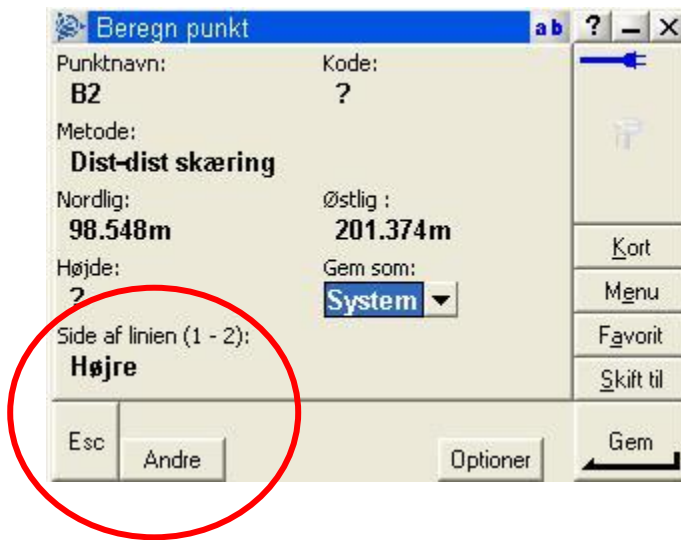 Beregn punkt ab ? – X
Punktnavn: Kode:
B2 ?
Metode:
Dist-dist skæring
Nordlig: Østlig :
98.548m 201.374m
Højde: Gem som:
? System
Side af linien (1 - 2):
Højre
Kort
Menu
Favorit
Skift til
Esc Andre Optioner Gem